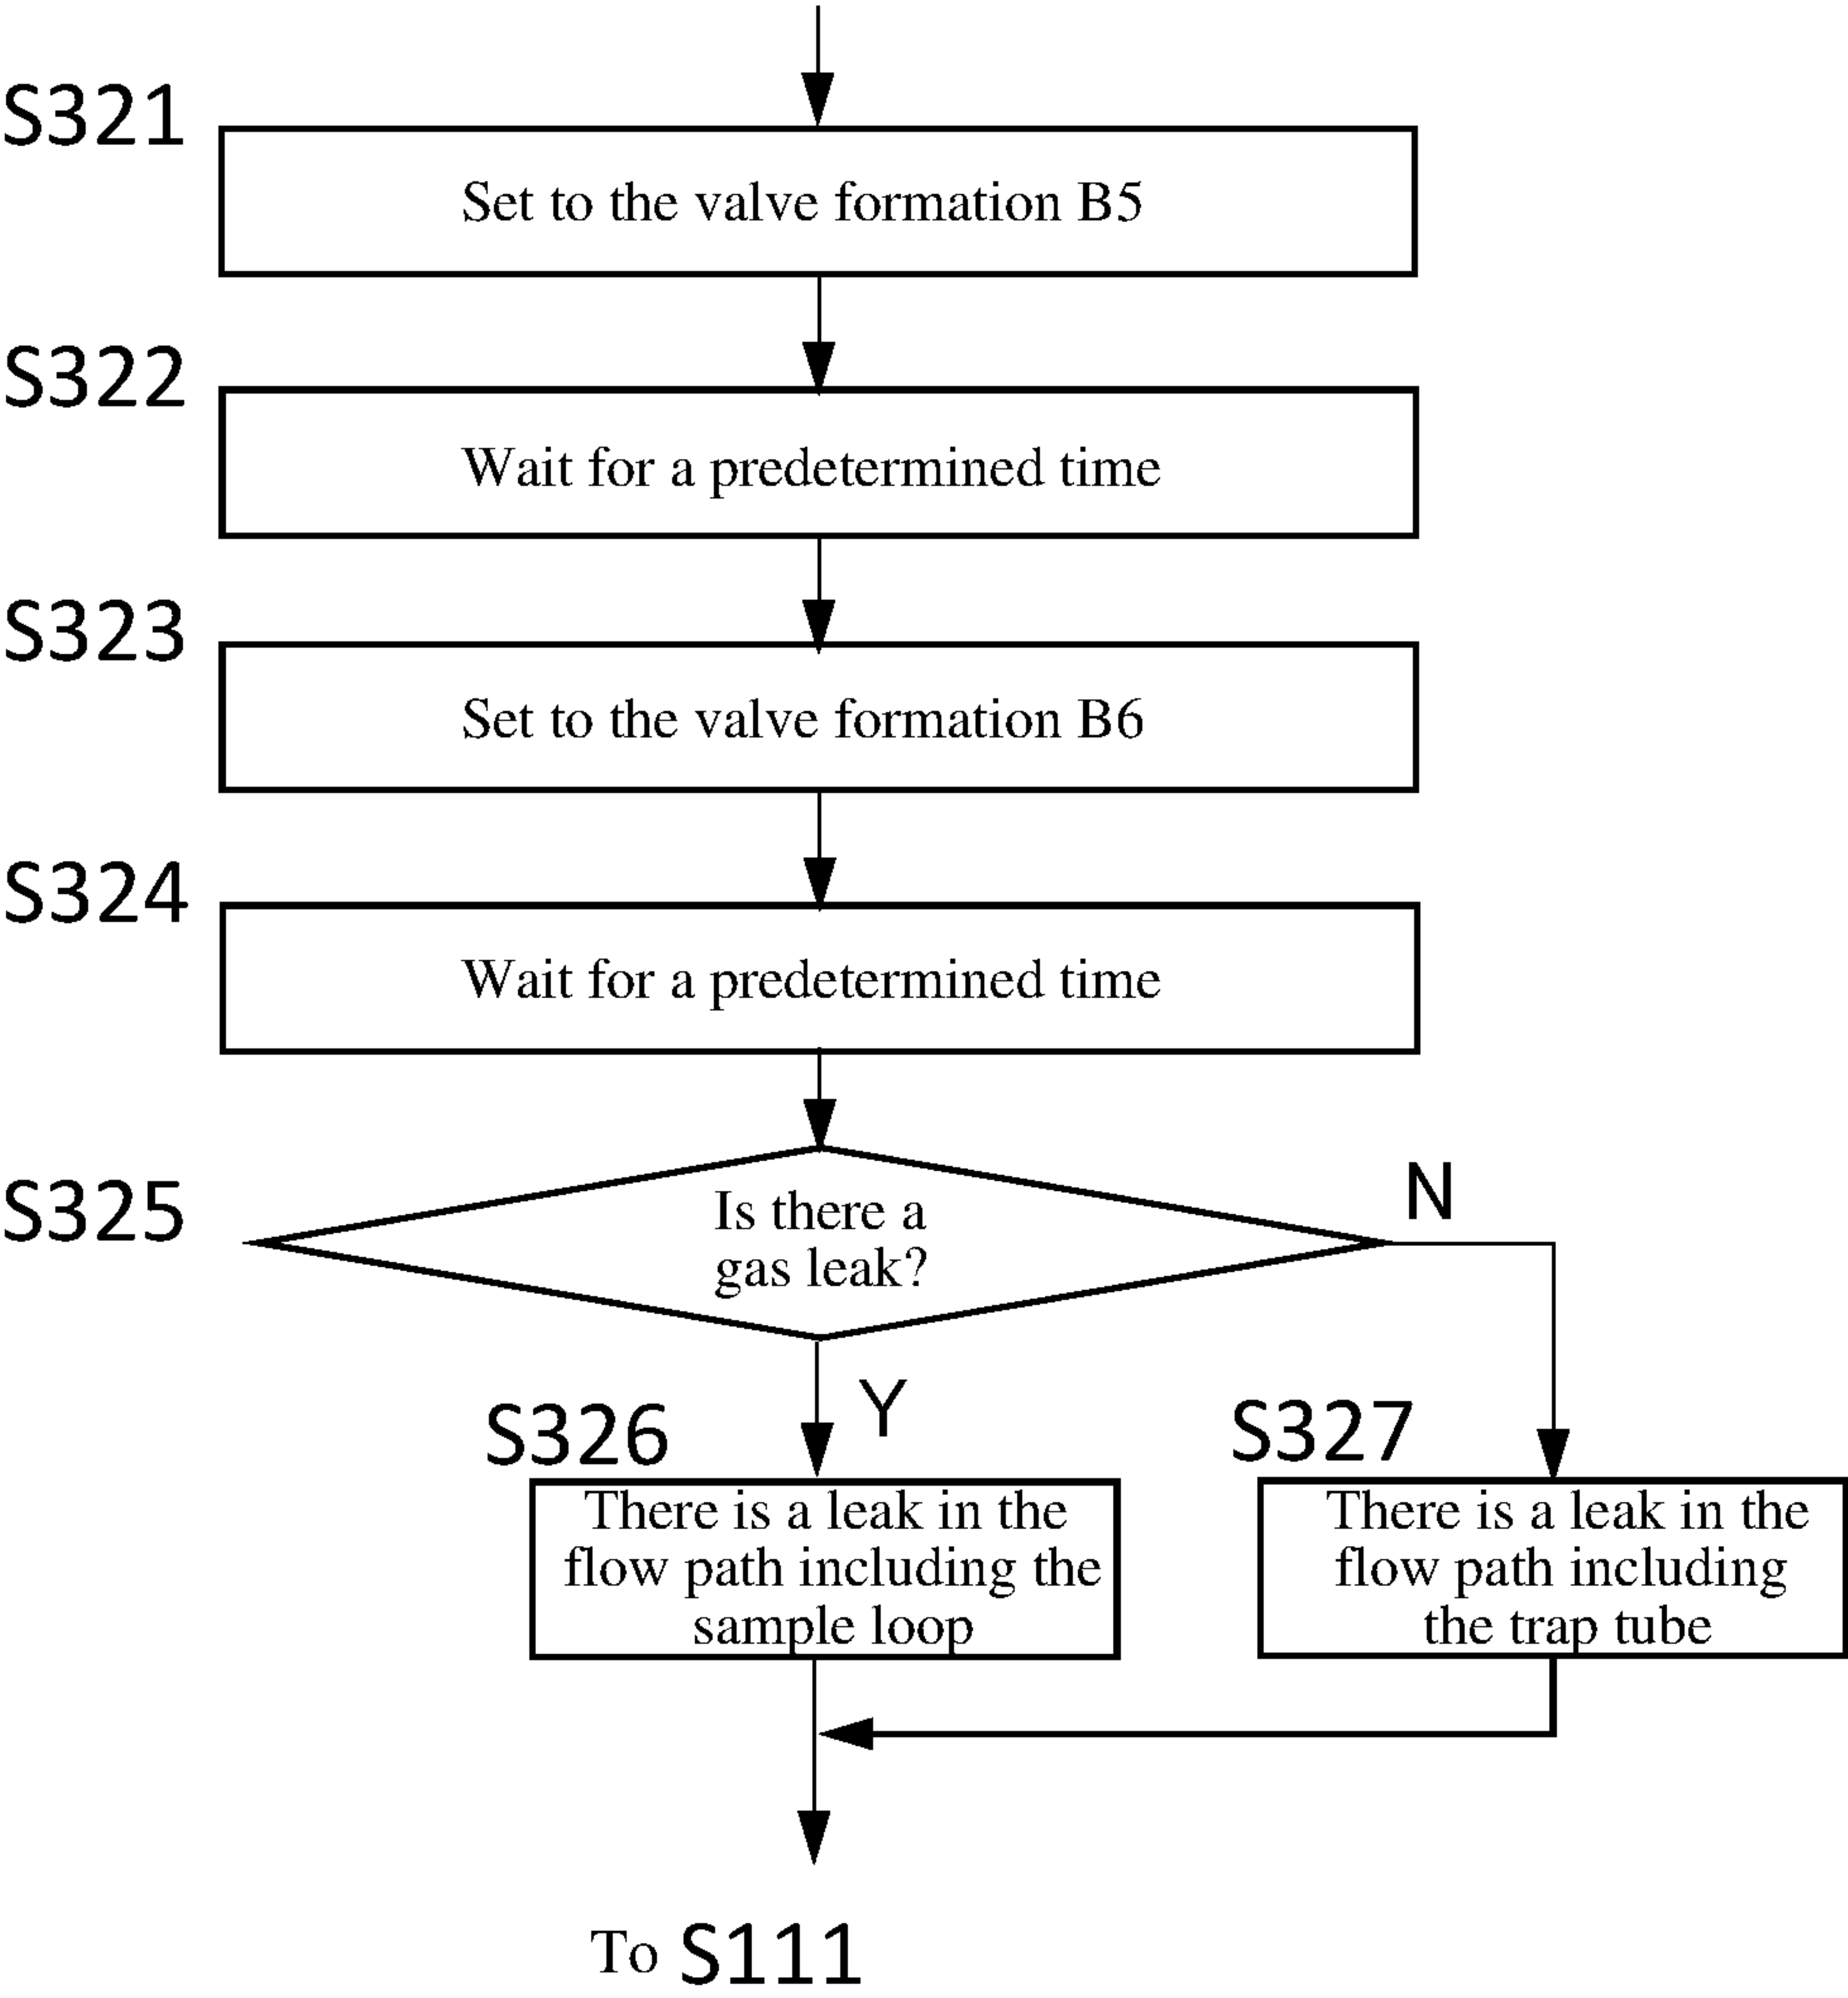 S321
Set to the valve formation B5
S322
Wait for a predetermined time
S323
Set to the valve formation B6
S324
Wait for a predetermined time
S325
Is there a
gas leak?
N
Y
S326
There is a leak in the
flow path including the
sample loop
S327
There is a leak in the
flow path including
the trap tube
To S111